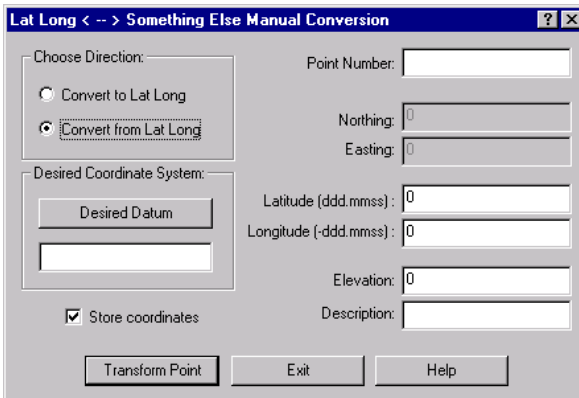 Lat Long < -- > Something Else Manual Conversion
Choose Direction:
Convert to Lat Long
Convert from Lat Long
Desired Coordinate System:
Desired Datum
Store coordinates
Point Number:
Northing: 0
Easting: 0
Latitude (ddd.mmss) : 0
Longitude (-ddd.mmss) : 0
Elevation: 0
Description:
Transform Point Exit Help